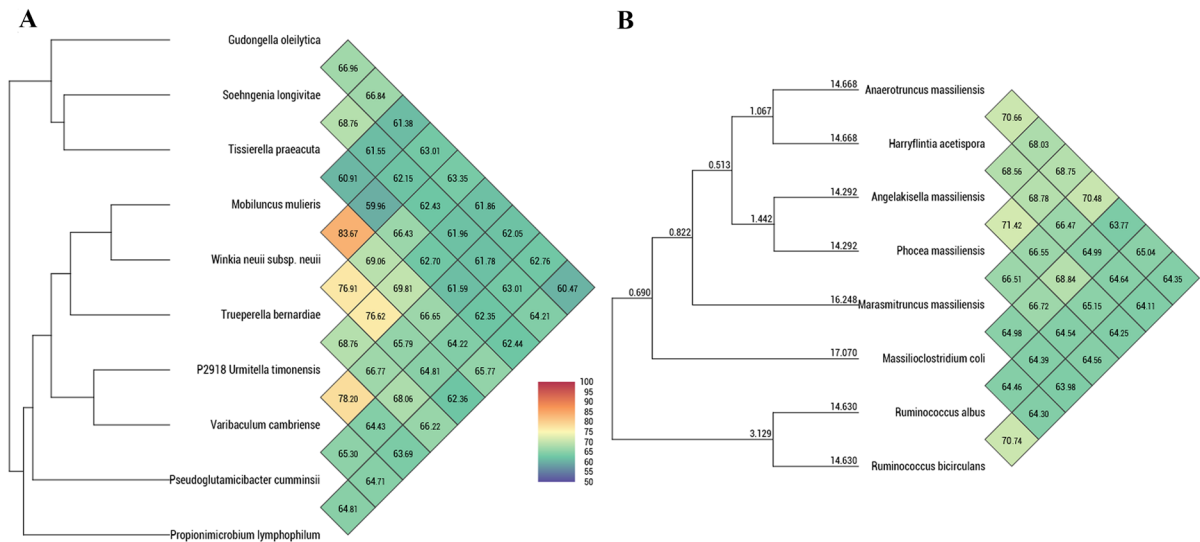 A
Gudongella oleilytica
66.96
Soehngenia longivitae 66.84
68.76 61.38
Tissierella praeacuta 61.55 63.01
60.91 62.15 63.35
Mobiluncus mulieris 59.96 62.43 61.86
83.67 66.43 61.96 62.05
Winkia neuii subsp. neuii 69.06 62.70 61.78 62.76
76.91 69.81 61.59 63.01 60.47
Trueperella bernardiae 76.62 66.65 62.35 64.21
68.76 65.79 64.22 62.44
P2918 Urmitella timonensis 66.77 64.81 65.77
78.20 68.06 62.36
Varibaculum cambriense 64.43 66.22
65.30 63.69
Pseudoglutamicibacter cumminsii 64.71
64.81
Propionimicrobium lymphophilum
100
95
90
85
80
75
70
65
60
55
50
B
14.668 Anaerotruncus massiliensis
1.067 70.66
14.668 Harryflintia acetispora 68.03
0.513 68.56 68.75
14.292 Angelakisella massiliensis 68.78 70.48
1.442 71.42 66.47 63.77
0.822
14.292 Phocea massiliensis 66.55 64.99 65.04
66.51 68.84 64.64 64.35
0.690
16.248 Marasmitruncus massiliensis 66.72 65.15 64.11
64.98 64.54 64.25
17.070 Massilioclostridium coli 64.39 64.56
64.46 63.98
14.630 Ruminococcus albus 64.30
3.129 70.74
14.630 Ruminococcus bicirculans